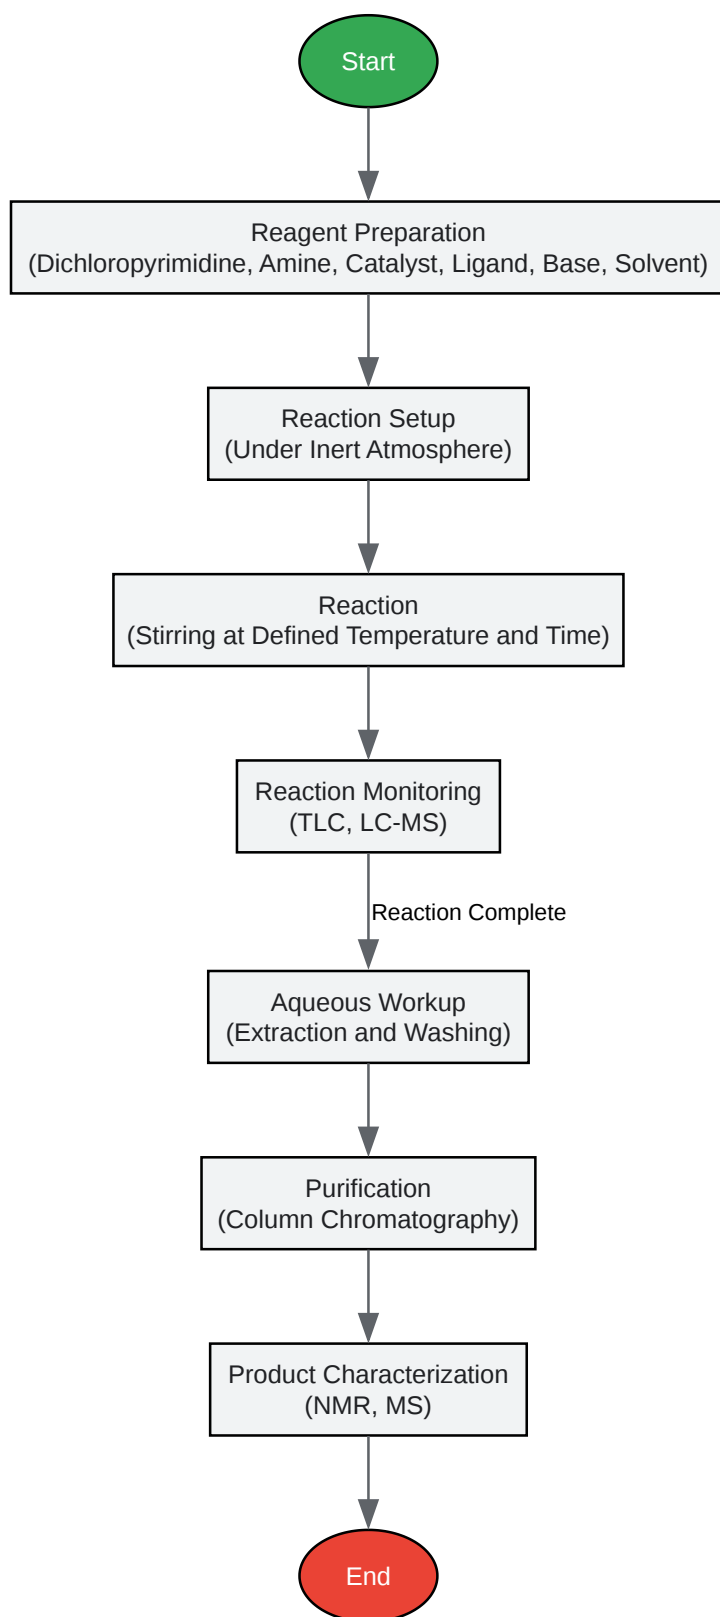 Start
Reagent Preparation
(Dichloropyrimidine, Amine, Catalyst, Ligand, Base, Solvent)
Reaction Setup
(Under Inert Atmosphere)
Reaction
(Stirring at Defined Temperature and Time)
Reaction Monitoring
(TLC, LC-MS)
Reaction Complete
Aqueous Workup
(Extraction and Washing)
Purification
(Column Chromatography)
Product Characterization
(NMR, MS)
End